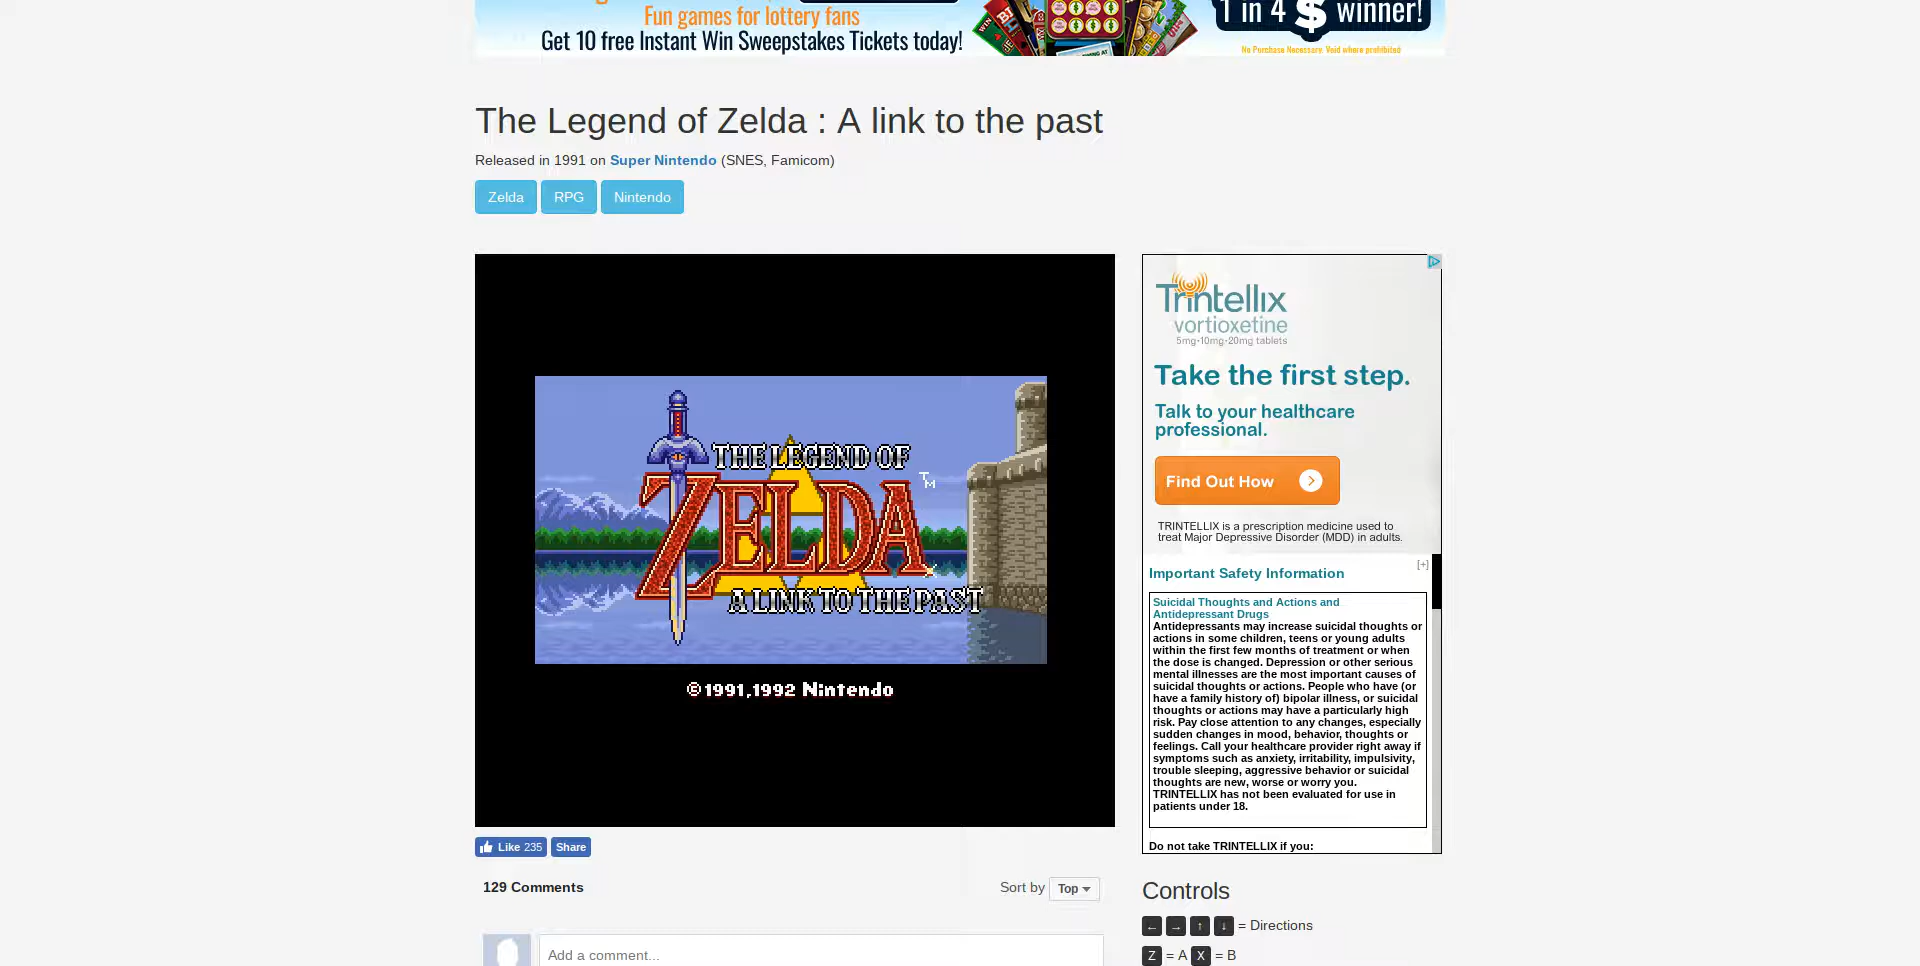 Fun games for lottery fans
Get 10 free Instant Win Sweepstakes Tickets today!
1 in 4 $ winner!
No Purchase Necessary. Void where prohibited
The Legend of Zelda : A link to the past
Released in 1991 on Super Nintendo (SNES, Famicom)
Zelda RPG Nintendo
THE LEGEND OF
ZELDA
TM
A LINK TO THE PAST
©1991,1992 Nintendo
Like 235 Share
129 Comments
Sort by Top
Add a comment...
Trintellix
vortioxetine
5mg•10mg•20mg tablets
Take the first step.
Talk to your healthcare
professional.
Find Out How
TRINTELLIX is a prescription medicine used to
treat Major Depressive Disorder (MDD) in adults.
[+]
Important Safety Information
Suicidal Thoughts and Actions and
Antidepressant Drugs
Antidepressants may increase suicidal thoughts or
actions in some children, teens or young adults
within the first few months of treatment or when
the dose is changed. Depression or other serious
mental illnesses are the most important causes of
suicidal thoughts or actions. People who have (or
have a family history of) bipolar illness, or suicidal
thoughts or actions may have a particularly high
risk. Pay close attention to any changes, especially
sudden changes in mood, behavior, thoughts or
feelings. Call your healthcare provider right away if
symptoms such as anxiety, irritability, impulsivity,
trouble sleeping, aggressive behavior or suicidal
thoughts are new, worse or worry you.
TRINTELLIX has not been evaluated for use in
patients under 18.
Do not take TRINTELLIX if you:
Controls
← → ↑ ↓ = Directions
Z = A X = B